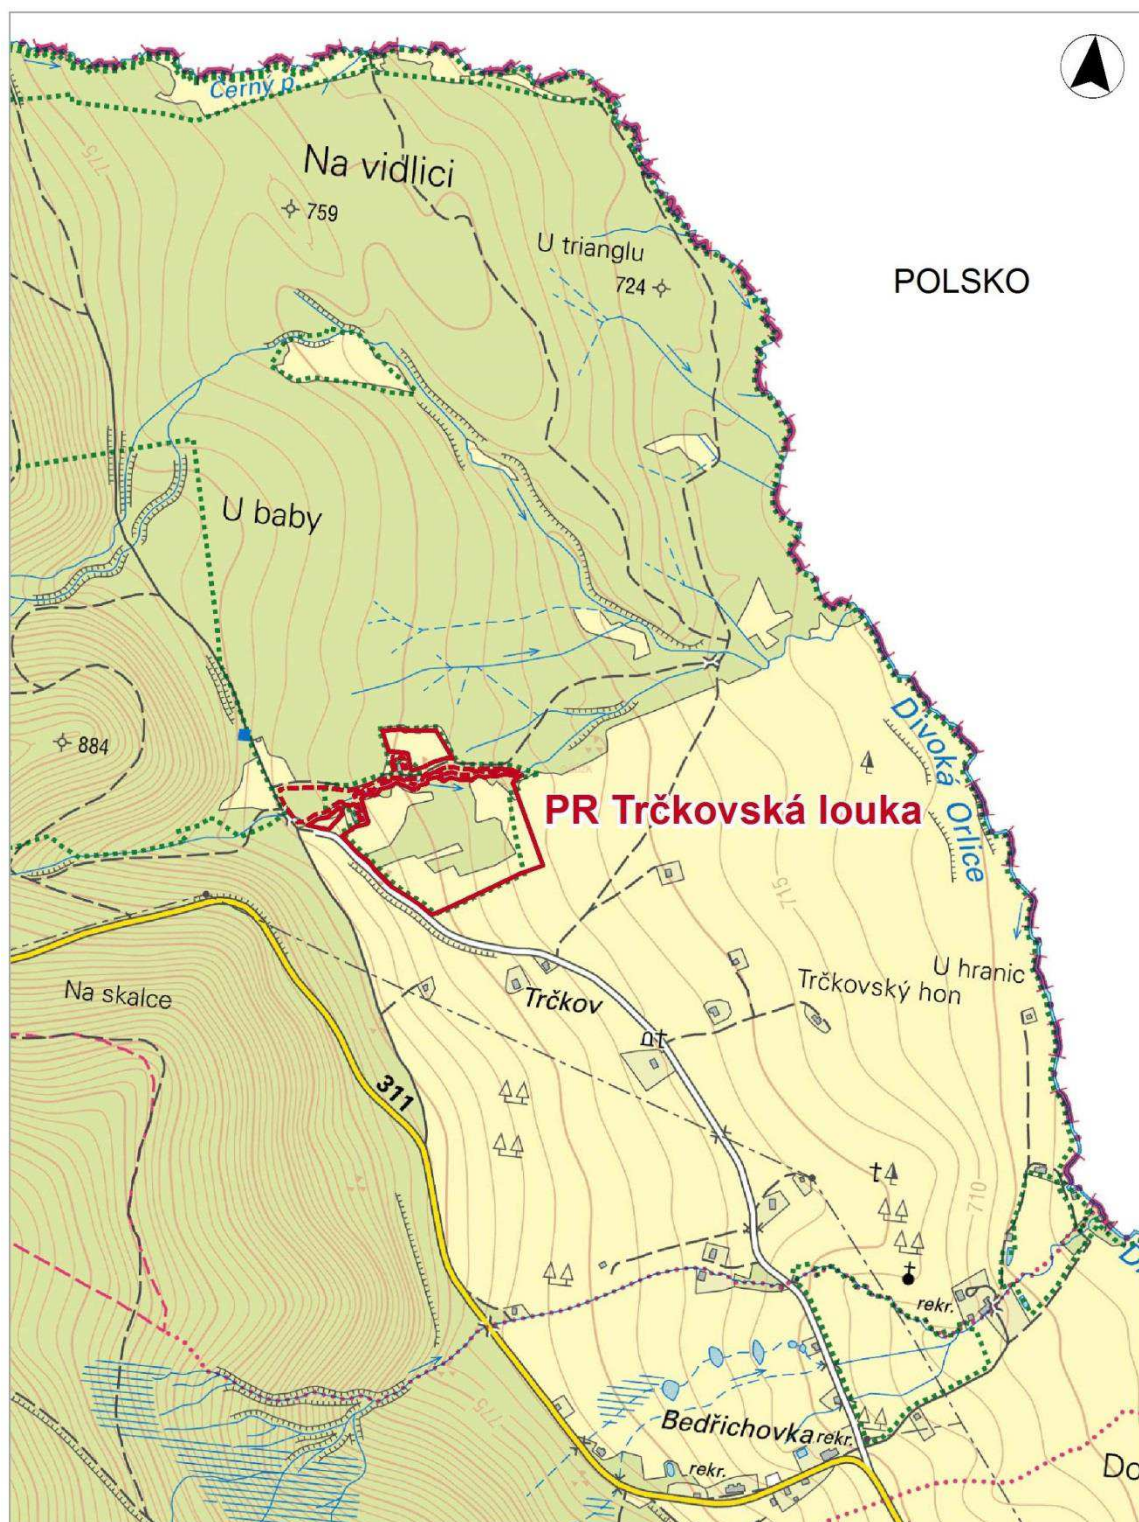 Černý p.
775
Na vidlici
759
U trianglu
724
POLSKO
U baby
884
Divoká Orlice
PR Trčkovská louka
715
Na skalce
Trčkov
U hranic
Trčkovský hon
311
710
rekr.
775
Bedřichovka
rekr.
rekr.
Do